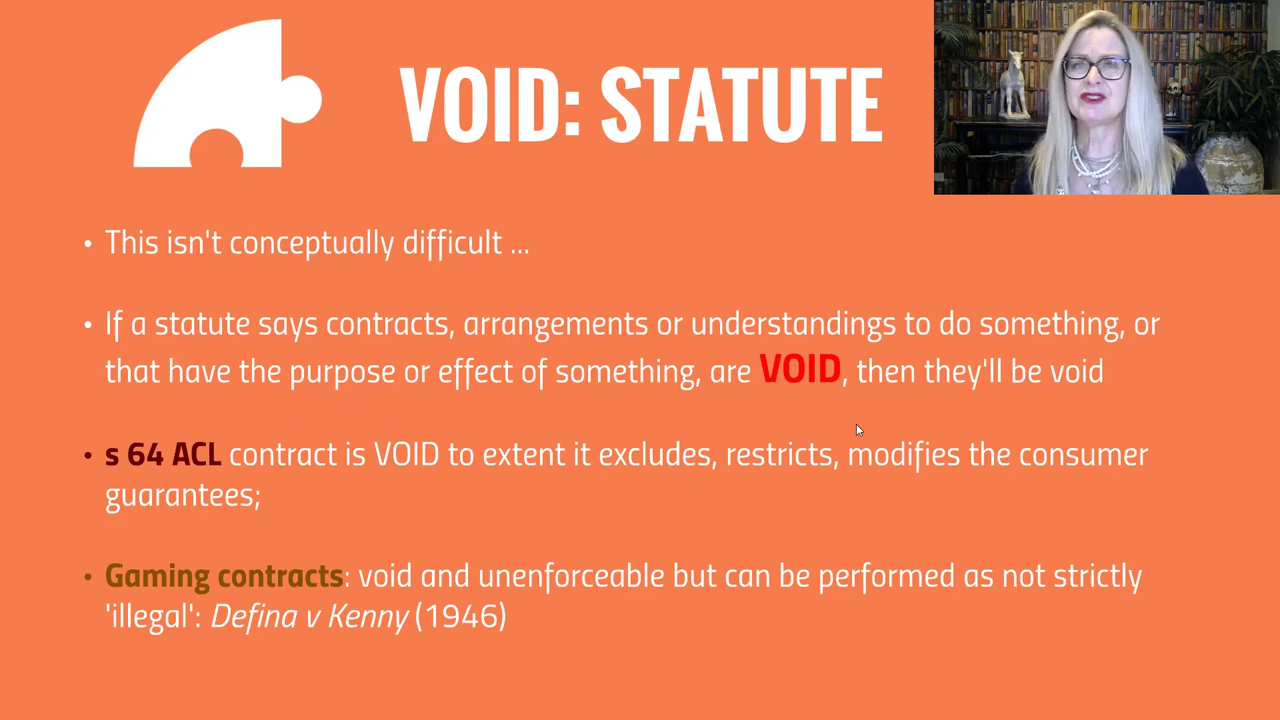 VOID: STATUTE
• This isn't conceptually difficult ...
• If a statute says contracts, arrangements or understandings to do something, or
that have the purpose or effect of something, are VOID, then they'll be void
• s 64 ACL contract is VOID to extent it excludes, restricts, modifies the consumer
guarantees;
• Gaming contracts: void and unenforceable but can be performed as not strictly
'illegal': Defina v Kenny (1946)